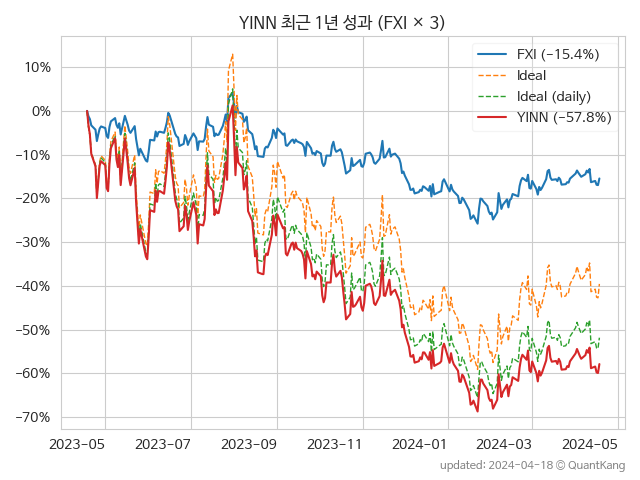 YINN 최근 1년 성과 (FXI × 3)
FXI (−15.4%)
Ideal
Ideal (daily)
YINN (−57.8%)
10%
0%
−10%
−20%
−30%
−40%
−50%
−60%
−70%
2023-05 2023-07 2023-09 2023-11 2024-01 2024-03 2024-05
updated: 2024-04-18 © QuantKang